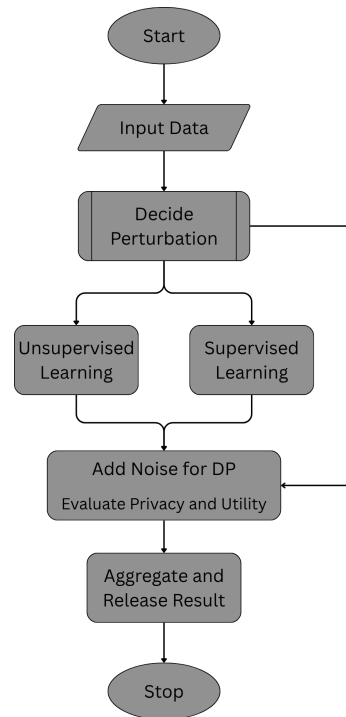 Start
Input Data
Decide
Perturbation
Unsupervised
Learning
Supervised
Learning
Add Noise for DP
Evaluate Privacy and Utility
Aggregate and
Release Result
Stop